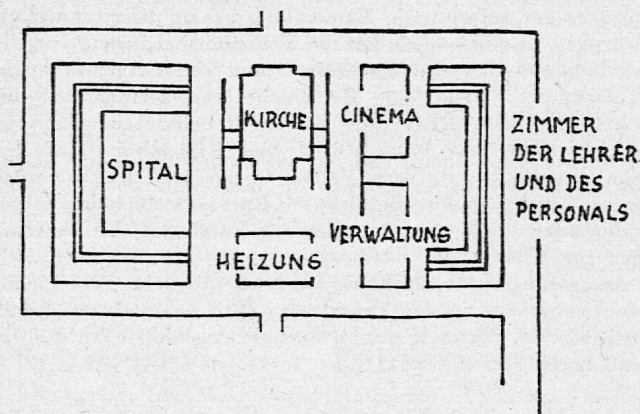 SPITAL
KIRCHE
CINEMA
HEIZUNG
VERWALTUNG
ZIMMER
DER LEHRER
UND DES
PERSONALS